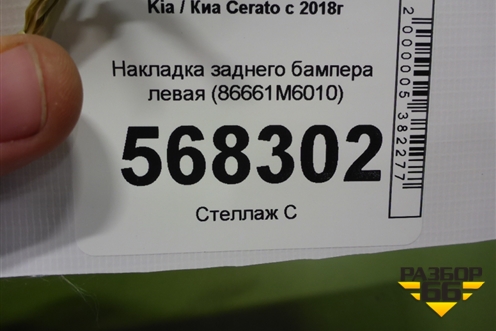 Kia / Киа Cerato с 2018г
Накладка заднего бампера
левая (86661M6010)
568302
Стеллаж С
2000005382277
РАЗБОР
66